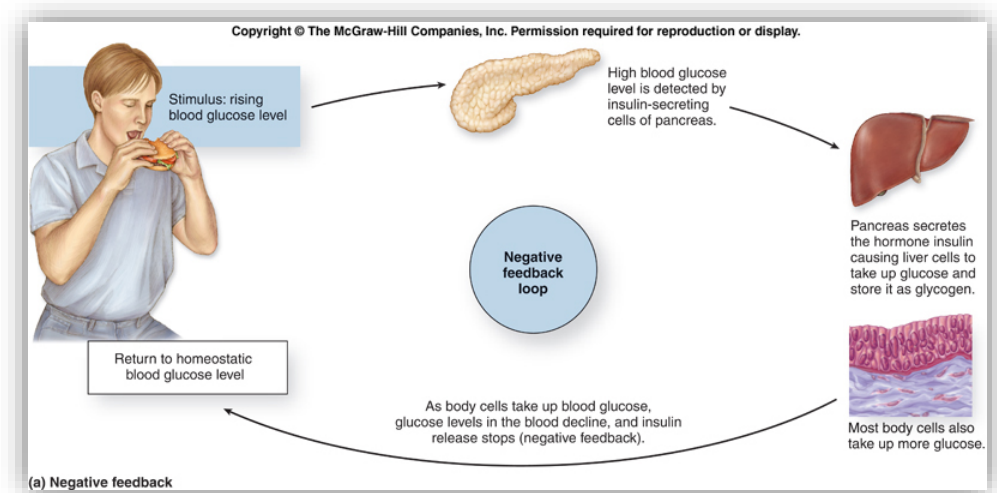 Copyright © The McGraw-Hill Companies, Inc. Permission required for reproduction or display.
Stimulus: rising
blood glucose level
High blood glucose
level is detected by
insulin-secreting
cells of pancreas.
Pancreas secretes
the hormone insulin
causing liver cells to
take up glucose and
store it as glycogen.
Negative
feedback
loop
Most body cells also
take up more glucose.
As body cells take up blood glucose,
glucose levels in the blood decline, and insulin
release stops (negative feedback).
Return to homeostatic
blood glucose level
(a) Negative feedback